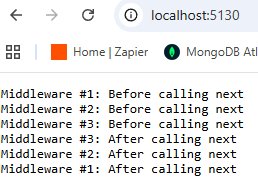 localhost:5130
Home | Zapier
MongoDB Atl
Middleware #1: Before calling next
Middleware #2: Before calling next
Middleware #3: Before calling next
Middleware #3: After calling next
Middleware #2: After calling next
Middleware #1: After calling next